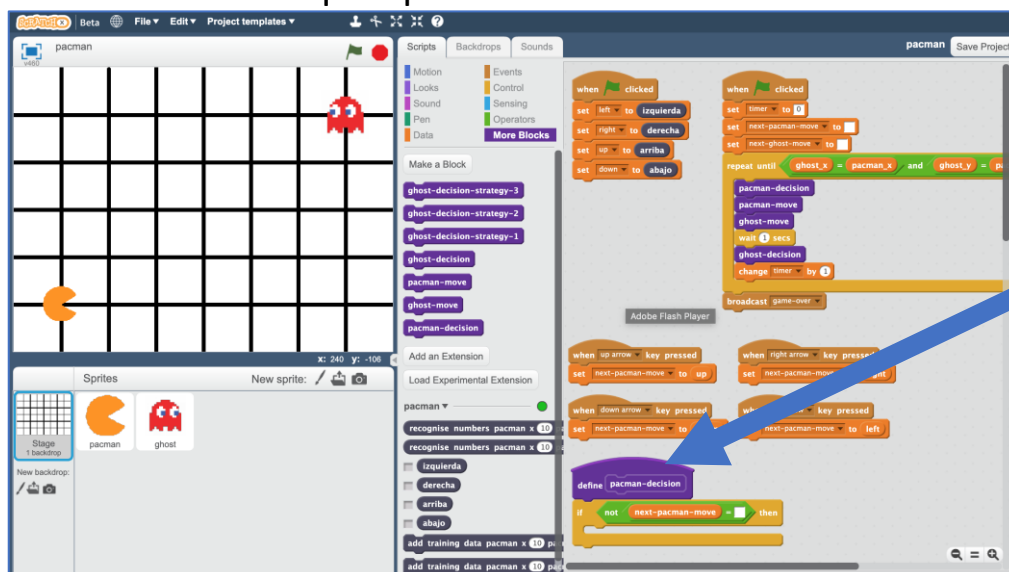 SCRATCHX Beta File▼ Edit▼ Project templates▼
pacman
v460
x: 240 y: -106
Sprites New sprite:
Stage
1 backdrop
New backdrop:
pacman
ghost
Scripts Backdrops Sounds
Motion Events
Looks Control
Sound Sensing
Pen Operators
Data More Blocks
Make a Block
ghost-decision-strategy-3
ghost-decision-strategy-2
ghost-decision-strategy-1
ghost-decision
pacman-move
ghost-move
pacman-decision
Add an Extension
Load Experimental Extension
pacman▼
recognise numbers pacman x 10
recognise numbers pacman x 10
izquierda
derecha
arriba
abajo
add training data pacman x 10 pa
add training data pacman x 10 pa
pacman Save Project
when clicked
set left to izquierda
set right to derecha
set up to arriba
set down to abajo
when clicked
set timer to 0
set next-pacman-move to
set next-ghost-move to
repeat until ghost_x = pacman_x and ghost_y = pa
pacman-decision
pacman-move
ghost-move
wait 1 secs
ghost-decision
change timer by 1
broadcast game-over
Adobe Flash Player
when up arrow key pressed
set next-pacman-move to up
when right arrow key pressed
set next-pacman-move
when down arrow key pressed
set next-pacman-move to
when key pressed
set next-pacman-move to left
define pacman-decision
if not next-pacman-move = then